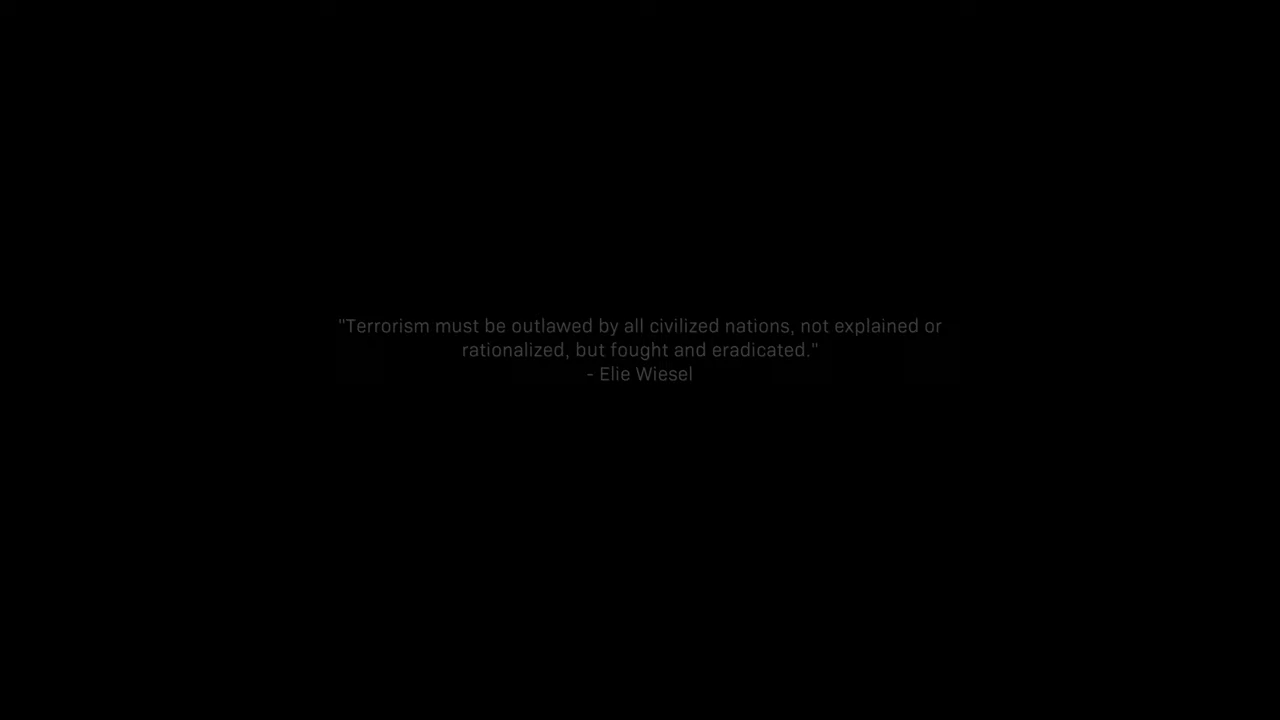 "Terrorism must be outlawed by all civilized nations, not explained or
rationalized, but fought and eradicated."
- Elie Wiesel